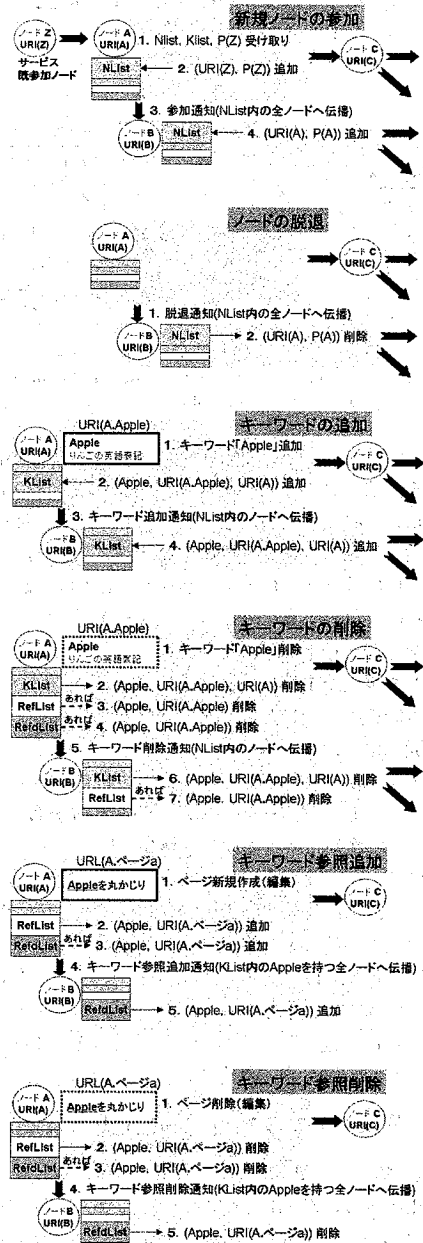 新規ノードの参加
ノード Z
URI(Z)
サービス
既参加ノード
ノード A
URI(A)
1. Nlist, Klist, P(Z) 受け取り
NList
2. (URI(Z), P(Z)) 追加
ノード C
URI(C)
3. 参加通知(NList内の全ノードへ伝播)
ノードB
URI(B)
NList
4. (URI(A), P(A)) 追加
ノードの脱退
ノード A
URI(A)
ノード C
URI(C)
1. 脱退通知(NList内の全ノードへ伝播)
ノードB
URI(B)
NList
2. (URI(A), P(A)) 削除
キーワードの追加
URI(A.Apple)
ノード A
URI(A)
Apple
りんごの英語表記
1. キーワード「Apple」追加
ノード C
URI(C)
KList
2. (Apple, URI(A.Apple), URI(A)) 追加
3. キーワード追加通知(NList内のノードへ伝播)
ノードB
URI(B)
KList
4. (Apple, URI(A.Apple), URI(A)) 追加
キーワードの削除
URI(A.Apple)
ノード A
URI(A)
Apple
りんごの英語表記
1. キーワード「Apple」削除
ノード C
URI(C)
KList
2. (Apple, URI(A.Apple), URI(A)) 削除
RefList
あれば
3. (Apple, URI(A.Apple) 削除
RefdList
あれば
4. (Apple, URI(A.Apple)) 削除
5. キーワード削除通知(NList内のノードへ伝播)
ノードB
URI(B)
KList
6. (Apple, URI(A.Apple), URI(A)) 削除
RefList
あれば
7. (Apple, URI(A.Apple)) 削除
キーワード参照追加
URL(A.ページa)
ノード A
URI(A)
Appleを丸かじり
1. ページ新規作成(編集)
ノード C
URI(C)
RefList
2. (Apple, URI(A.ページa)) 追加
RefdList
あれば
3. (Apple, URI(A.ページa)) 追加
4. キーワード参照追加通知(KList内のAppleを持つ全ノードへ伝播)
ノードB
URI(B)
RefdList
5. (Apple, URI(A.ページa)) 追加
キーワード参照削除
URL(A.ページa)
ノード A
URI(A)
Appleを丸かじり
1. ページ削除(編集)
ノード C
URI(C)
RefList
2. (Apple, URI(A.ページa)) 削除
RefdList
あれば
3. (Apple, URI(A.ページa)) 削除
4. キーワード参照削除通知(KList内のAppleを持つ全ノードへ伝播)
ノードB
URI(B)
RefdList
5. (Apple, URI(A.ページa)) 削除